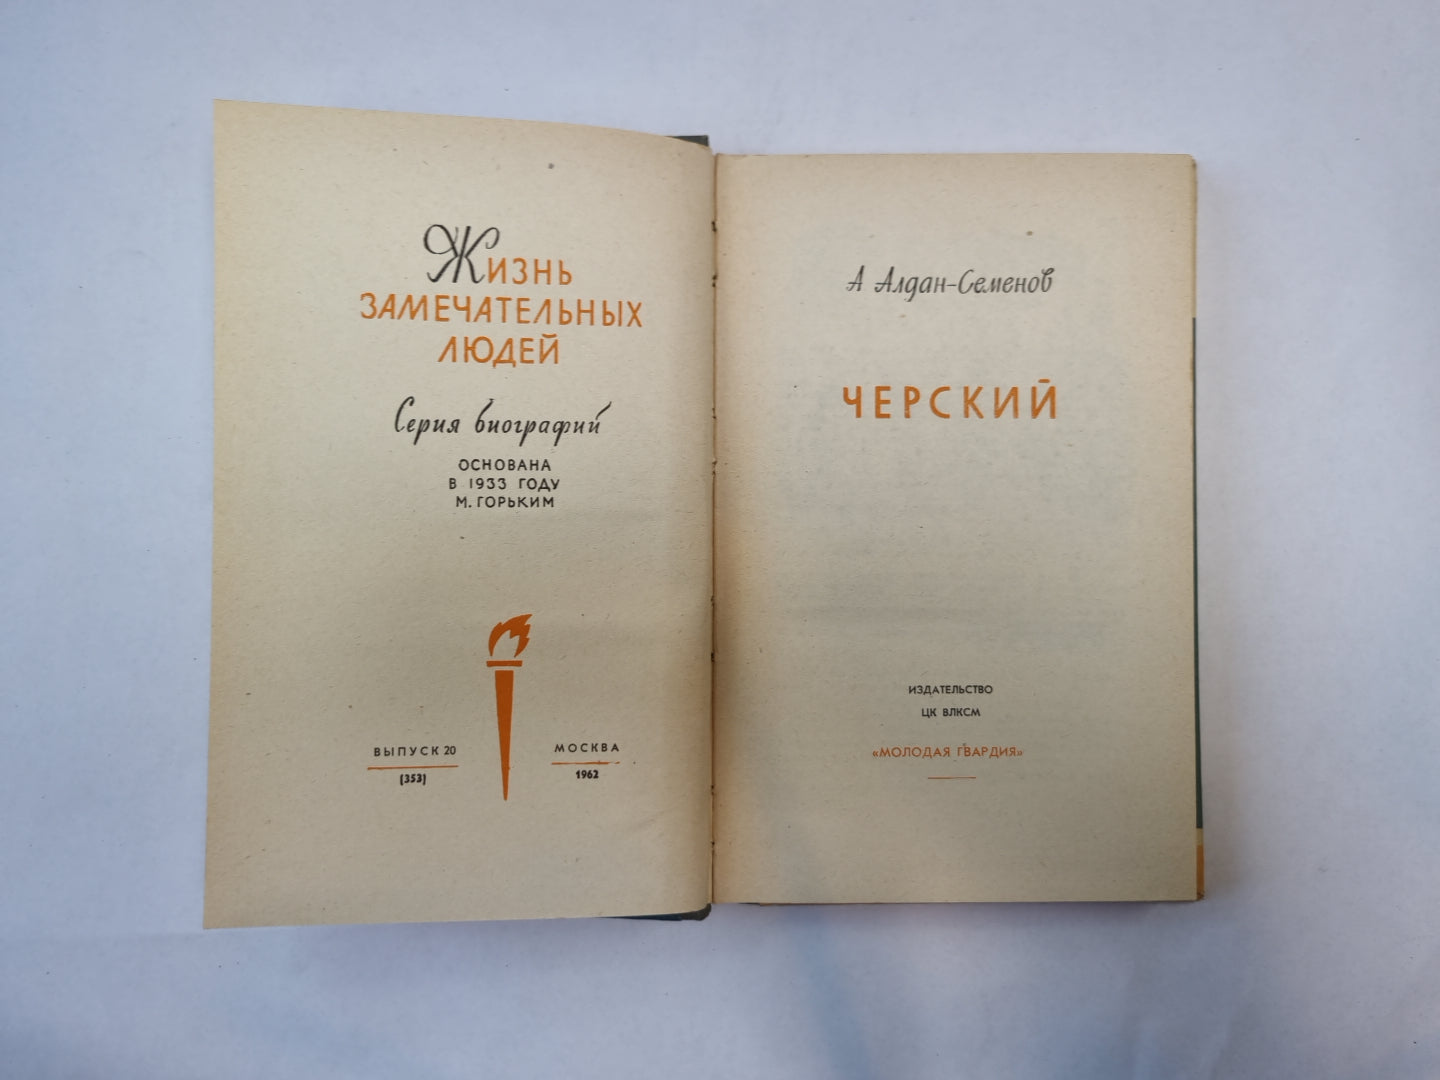 Жизнь
ЗАМЕЧАТЕЛЬНЫХ
ЛЮДЕЙ
Серия биографий
ОСНОВАНА
В 1933 ГОДУ
М. ГОРЬКИМ
ВЫПУСК 20
(353)
МОСКВА
1962
А Алдан-Семенов
ЧЕРСКИЙ
ИЗДАТЕЛЬСТВО
ЦК ВЛКСМ
«МОЛОДАЯ ГВАРДИЯ»